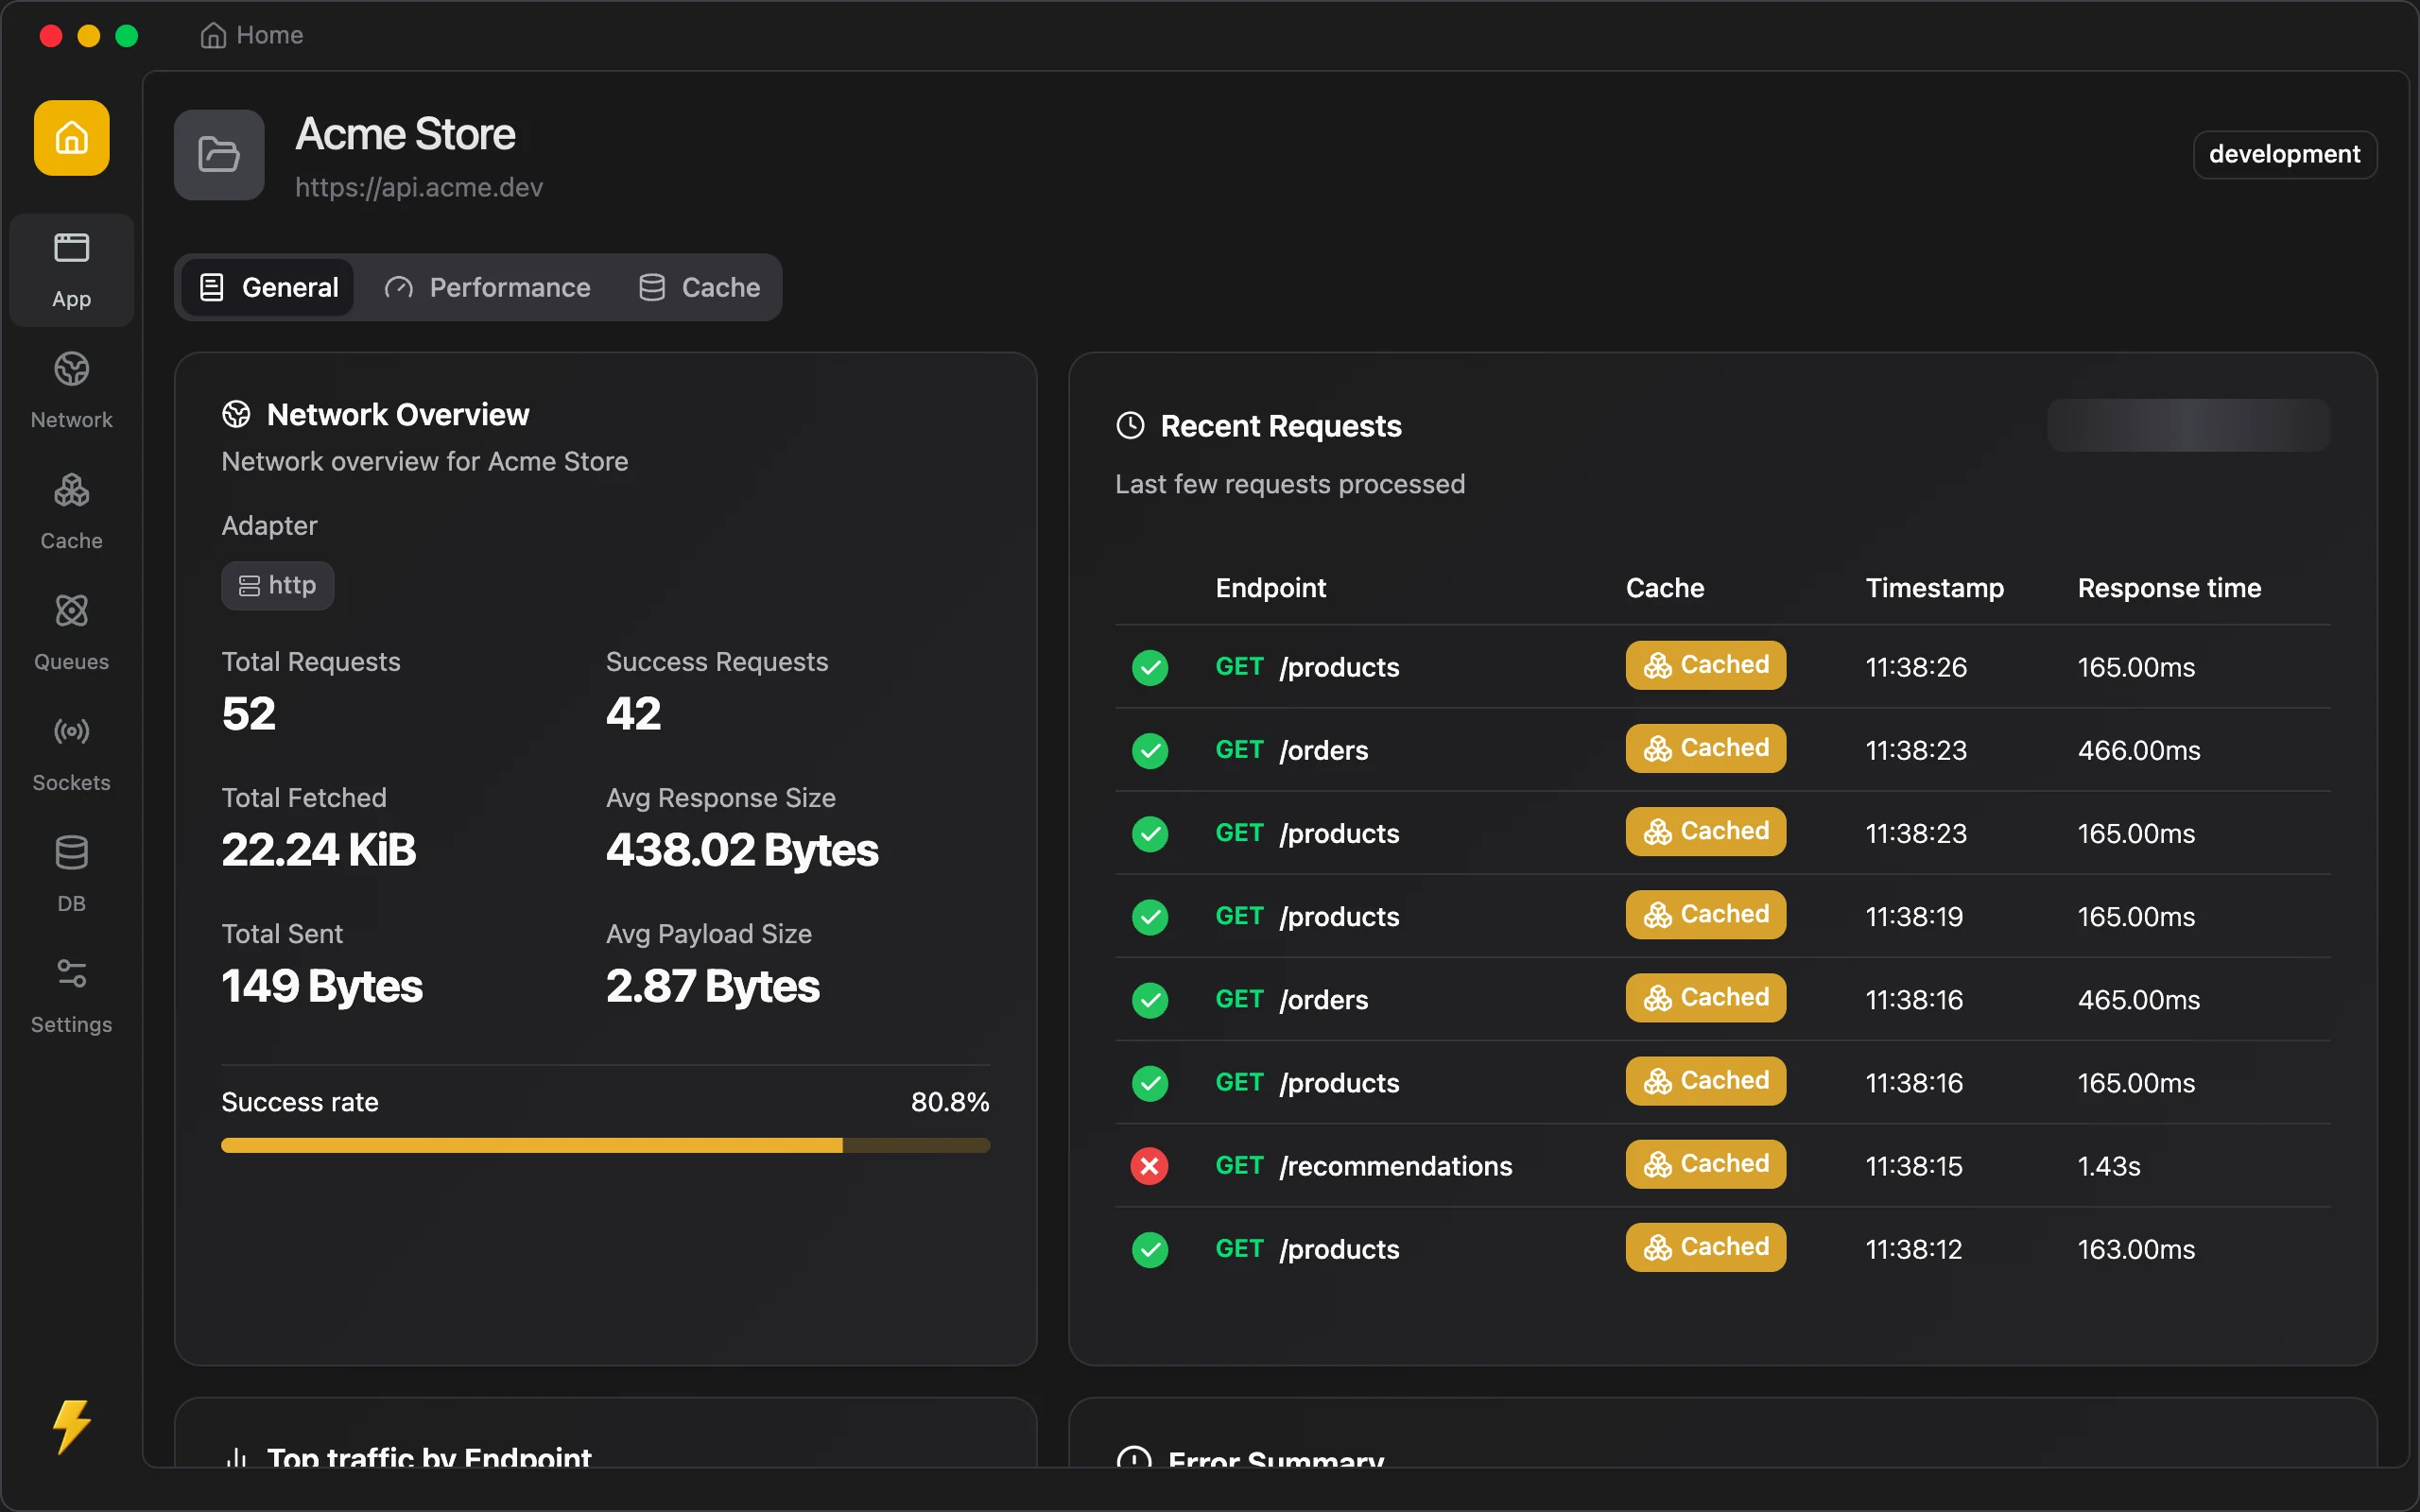 Home
Acme Store
https://api.acme.dev
development
App
Network
Cache
Queues
Sockets
DB
Settings
General
Performance
Cache
Network Overview
Network overview for Acme Store
Adapter
http
Total Requests
52
Success Requests
42
Total Fetched
22.24 KiB
Avg Response Size
438.02 Bytes
Total Sent
149 Bytes
Avg Payload Size
2.87 Bytes
Success rate 80.8%
Recent Requests
Last few requests processed
Endpoint Cache Timestamp Response time
GET /products Cached 11:38:26 165.00ms
GET /orders Cached 11:38:23 466.00ms
GET /products Cached 11:38:23 165.00ms
GET /products Cached 11:38:19 165.00ms
GET /orders Cached 11:38:16 465.00ms
GET /products Cached 11:38:16 165.00ms
GET /recommendations Cached 11:38:15 1.43s
GET /products Cached 11:38:12 163.00ms
Top traffic by Endpoint
Error Summary